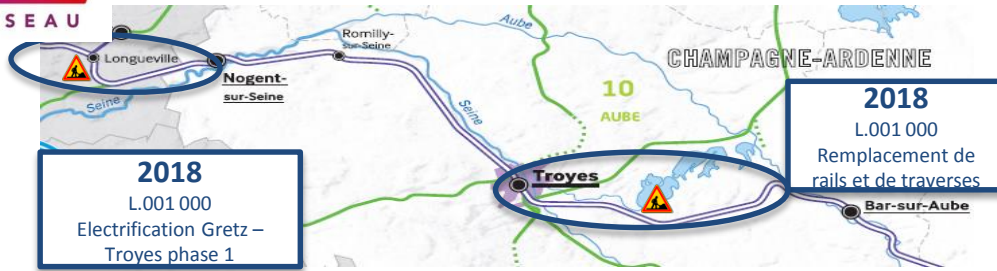 SEAU
Longueville
Seine
Nogent-
sur-Seine
Romilly-
sur-Seine
Aube
Seine
CHAMPAGNE-ARDENNE
10
AUBE
Troyes
Bar-sur-Aube
2018
L.001 000
Electrification Gretz –
Troyes phase 1
2018
L.001 000
Remplacement de
rails et de traverses